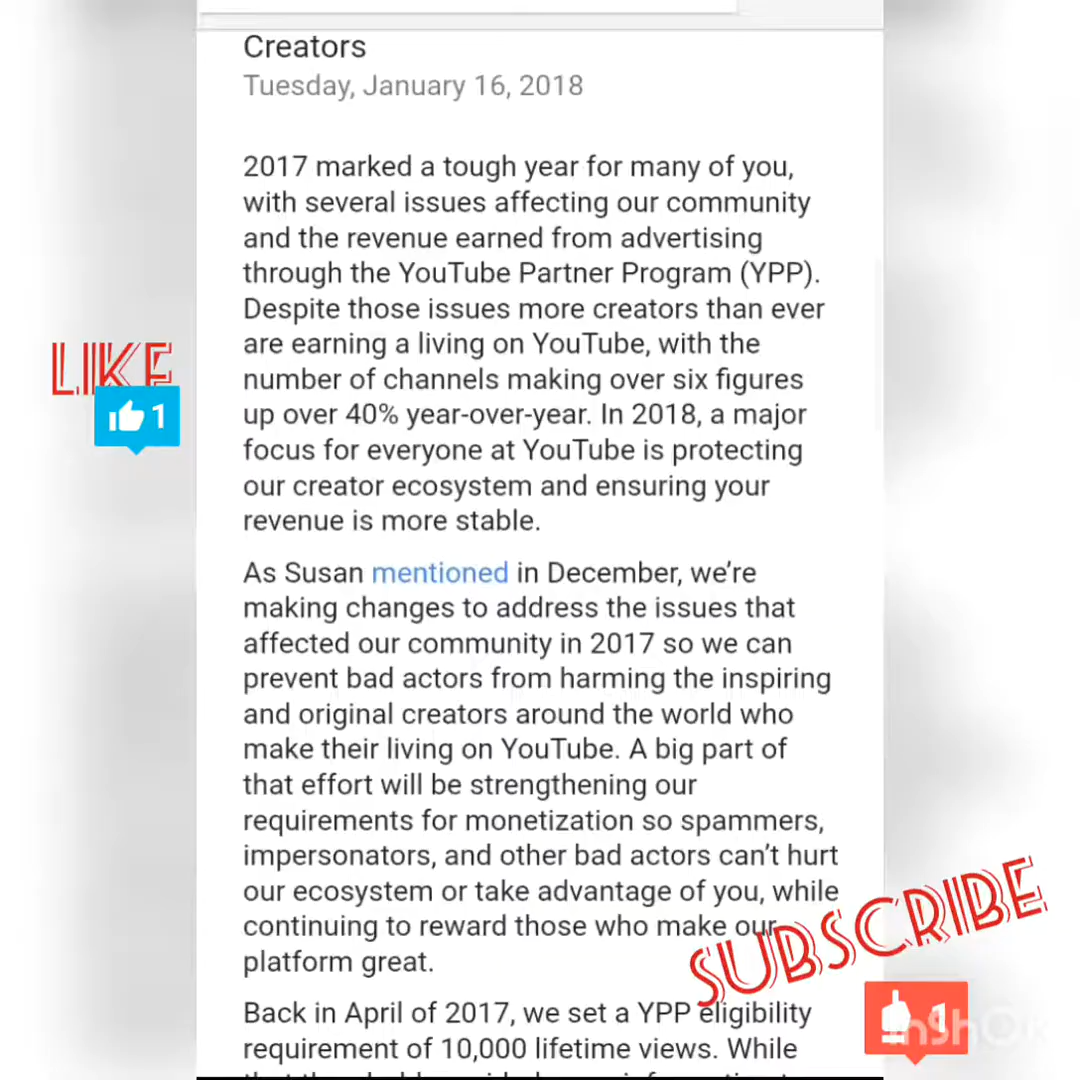 Creators
Tuesday, January 16, 2018
2017 marked a tough year for many of you,
with several issues affecting our community
and the revenue earned from advertising
through the YouTube Partner Program (YPP).
Despite those issues more creators than ever
are earning a living on YouTube, with the
number of channels making over six figures
up over 40% year-over-year. In 2018, a major
focus for everyone at YouTube is protecting
our creator ecosystem and ensuring your
revenue is more stable.
LIKE
1
As Susan mentioned in December, we’re
making changes to address the issues that
affected our community in 2017 so we can
prevent bad actors from harming the inspiring
and original creators around the world who
make their living on YouTube. A big part of
that effort will be strengthening our
requirements for monetization so spammers,
impersonators, and other bad actors can’t hurt
our ecosystem or take advantage of you, while
continuing to reward those who make our
platform great.
SUBSCRIBE
1
InShOt
Back in April of 2017, we set a YPP eligibility
requirement of 10,000 lifetime views. While